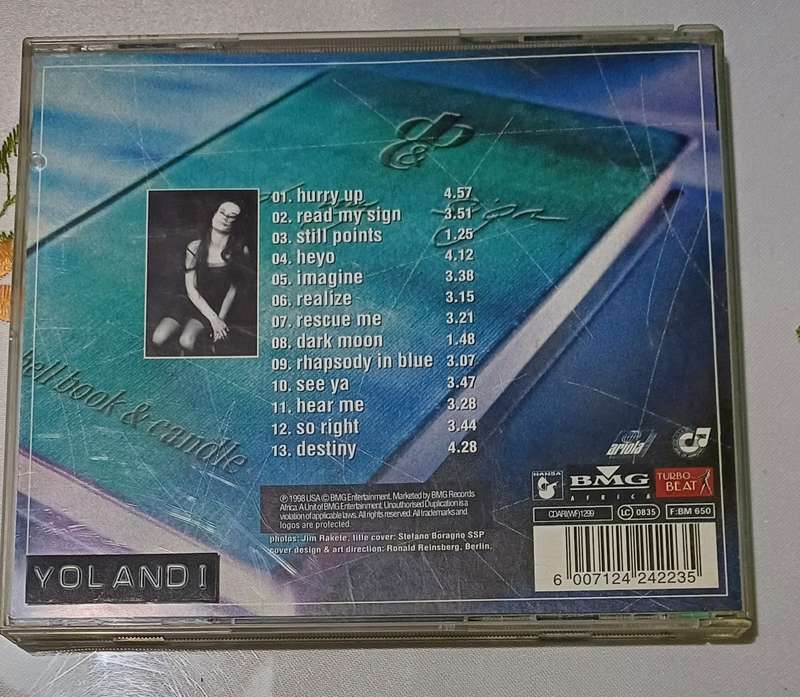 &
Sign
01. hurry up 4.57
02. read my sign 3.51
03. still points 1.25
04. heyo 4.12
05. imagine 3.38
06. realize 3.15
07. rescue me 3.21
08. dark moon 1.48
09. rhapsody in blue 3.07
10. see ya 3.47
11. hear me 3.28
12. so right 3.44
13. destiny 4.28
bell book & candle
ariola
HANSA
BMG
AFRICA
TURBO
BEAT
℗ 1998 USA © BMG Entertainment. Marketed by BMG Records
Africa. A Unit of BMG Entertainment. Unauthorised Duplication is a
violation of applicable laws. All rights reserved. All trademarks and
logos are protected
photos: Jim Rakete, title cover: Stefano Boragno SSP
cover design & art direction: Ronald Reinsberg, Berlin.
CDARI(WF)1299
LC 0835
F:BM 650
6 007124 242235
YOLANDI